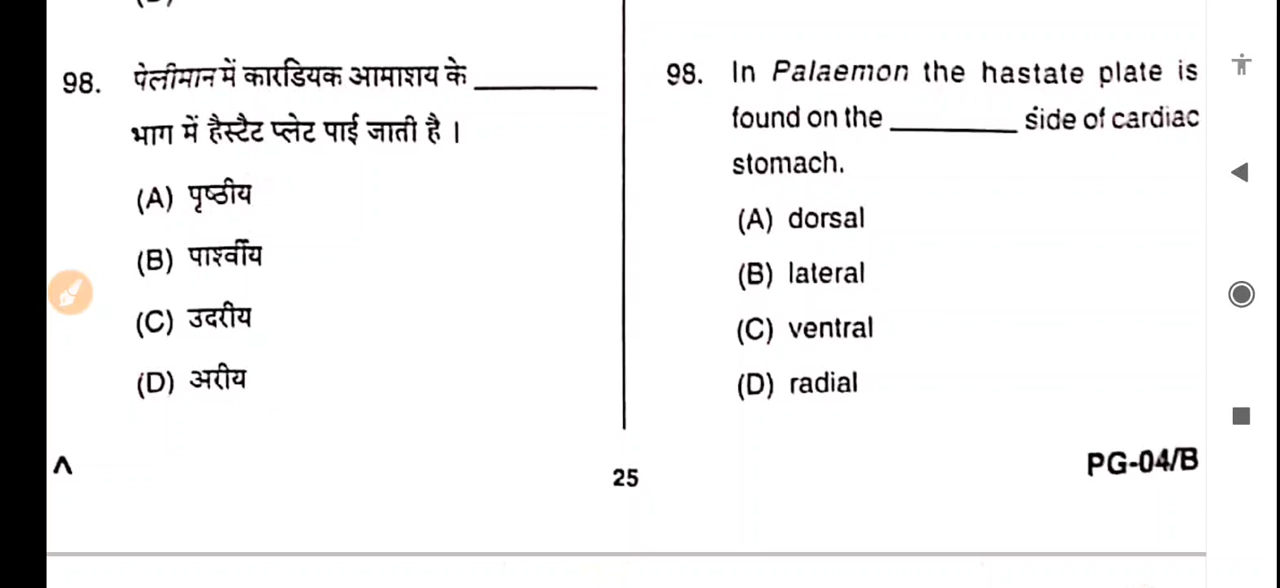 98. पेलीमान में कारडियक आमाशय के ________
भाग में हैस्टैट प्लेट पाई जाती है ।
(A) पृष्ठीय
(B) पार्श्वीय
(C) उदरीय
(D) अरीय
98. In Palaemon the hastate plate is
found on the ________ side of cardiac
stomach.
(A) dorsal
(B) lateral
(C) ventral
(D) radial
25
PG-04/B